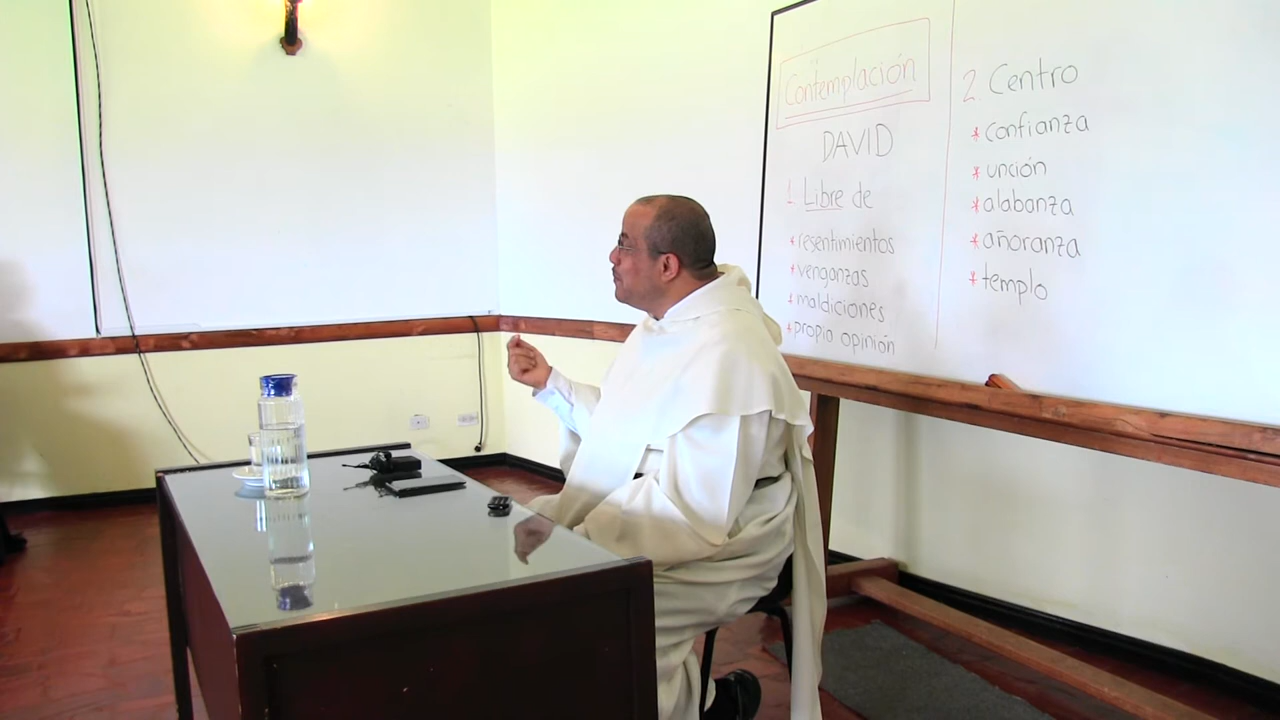 Contemplación
DAVID
1. Libre de
* resentimientos
* venganzas
* maldiciones
* propia opinión
2. Centro
* confianza
* unción
* alabanza
* añoranza
* templo